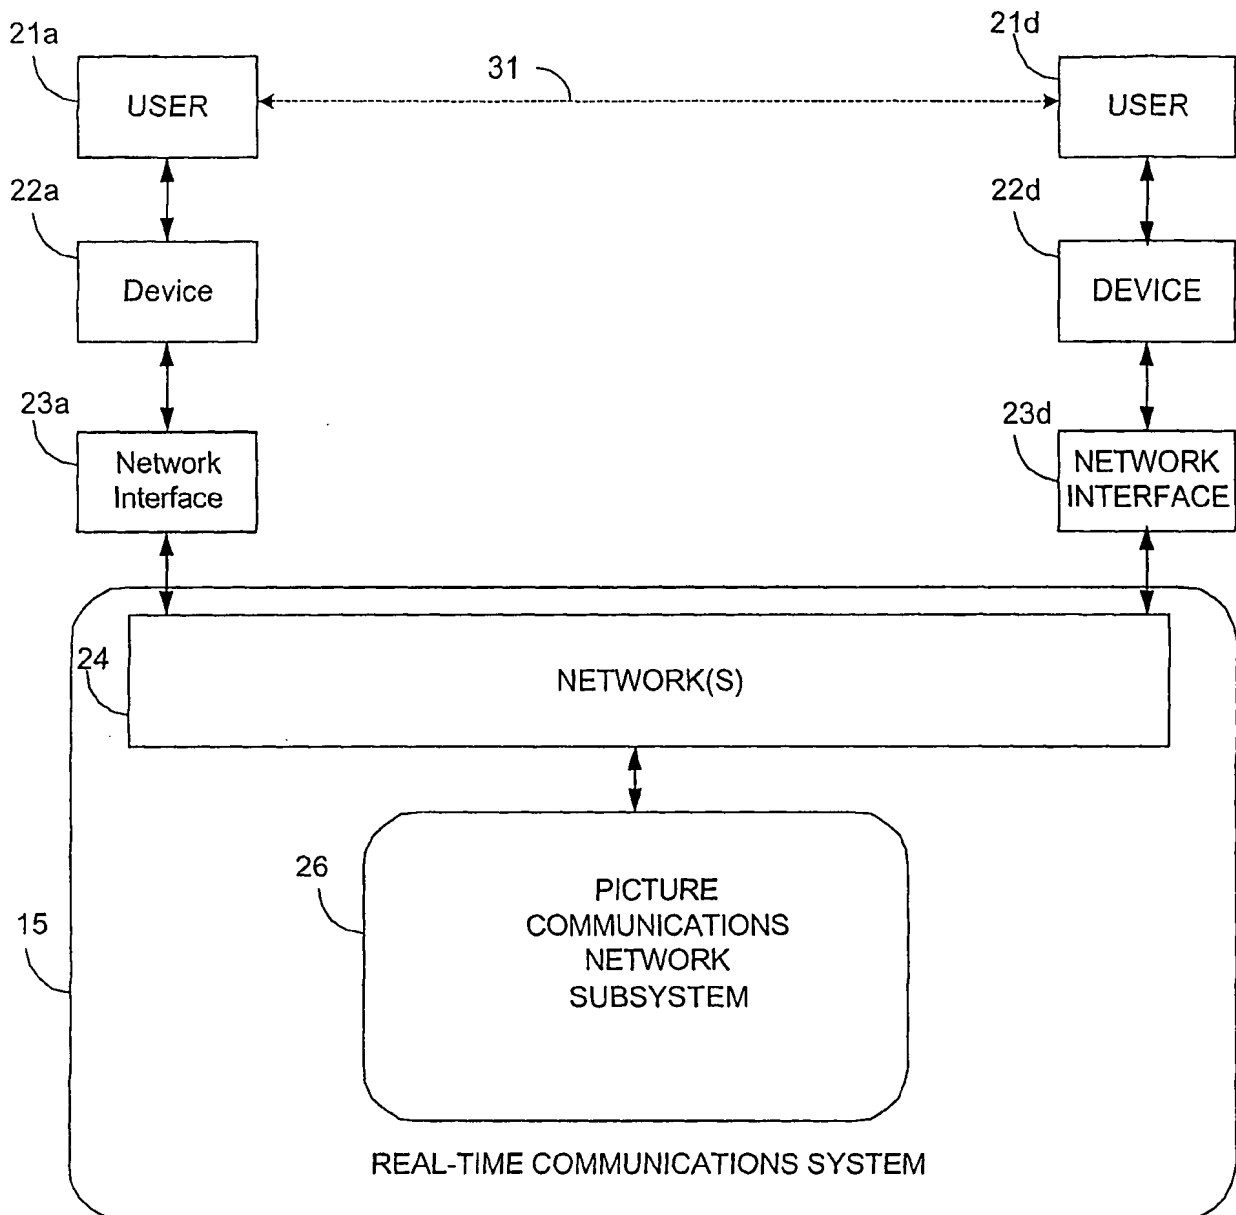 21a
21d
31
USER
USER
22a
22d
Device
DEVICE
23a
23d
Network
Interface
NETWORK
INTERFACE
24
NETWORK(S)
26
15
PICTURE
COMMUNICATIONS
NETWORK
SUBSYSTEM
REAL-TIME COMMUNICATIONS SYSTEM